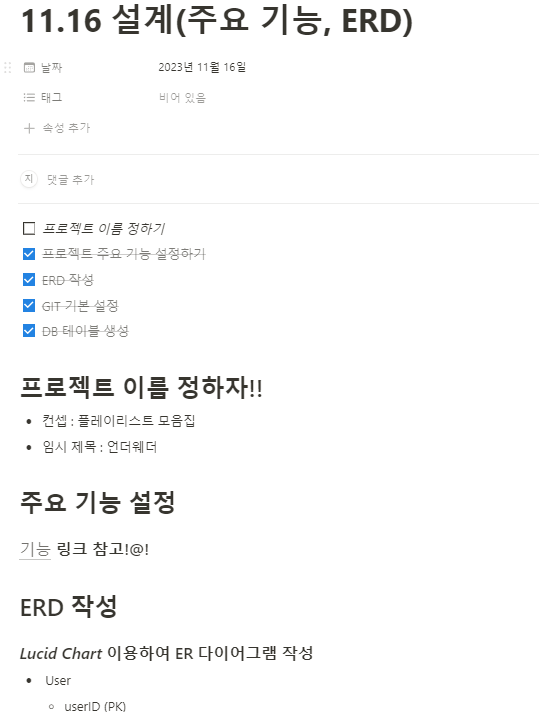 11.16 설계(주요 기능, ERD)
날짜 2023년 11월 16일
태그 비어 있음
속성 추가
지 댓글 추가
프로젝트 이름 정하기
프로젝트 주요 기능 설정하기
ERD 작성
GIT 기본 설정
DB 테이블 생성
프로젝트 이름 정하자!!
컨셉 : 플레이리스트 모음집
임시 제목 : 언더웨더
주요 기능 설정
기능 링크 참고!@!
ERD 작성
Lucid Chart 이용하여 ER 다이어그램 작성
User
userID (PK)